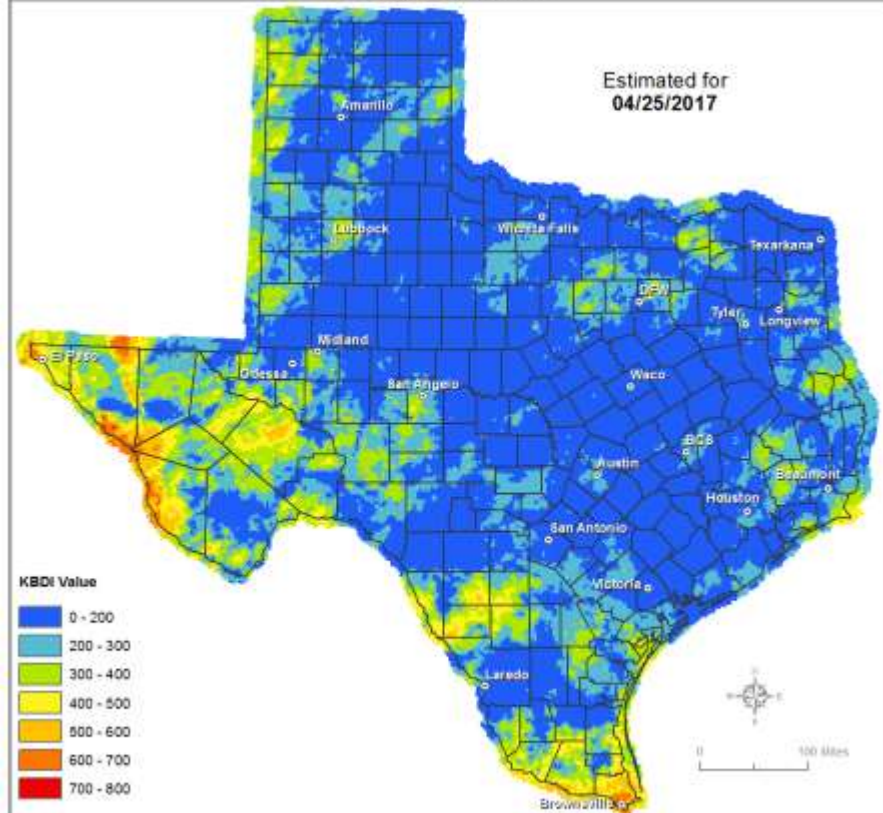 Estimated for
04/25/2017
Amarillo
Lubbock
Wichita Falls
Texarkana
DFW
Tyler
Longview
El Paso
Midland
Odessa
San Angelo
Waco
BCS
Austin
Beaumont
Houston
San Antonio
Victoria
Laredo
Brownsville
KBDI Value
0 - 200
200 - 300
300 - 400
400 - 500
500 - 600
600 - 700
700 - 800
0
100 Miles